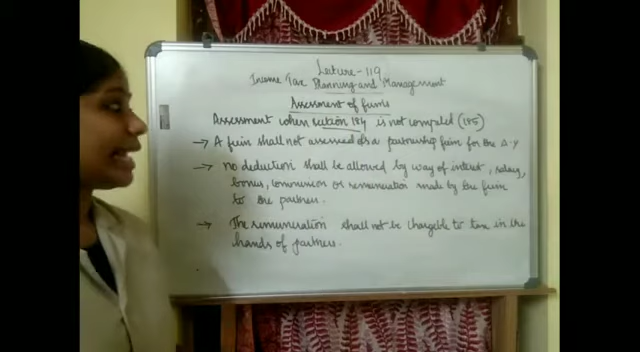 Lecture - 119
Income Tax Planning and Management
Assessment of firms
Assessment when section 184 is not complied (185)
→ A firm shall not assessed as a partnership firm for the A.Y
→ no deduction shall be allowed by way of interest, salary,
bonus, commission or remuneration made by the firm
to the partner.
→ The remuneration shall not be chargable to tax in the
hands of partners.